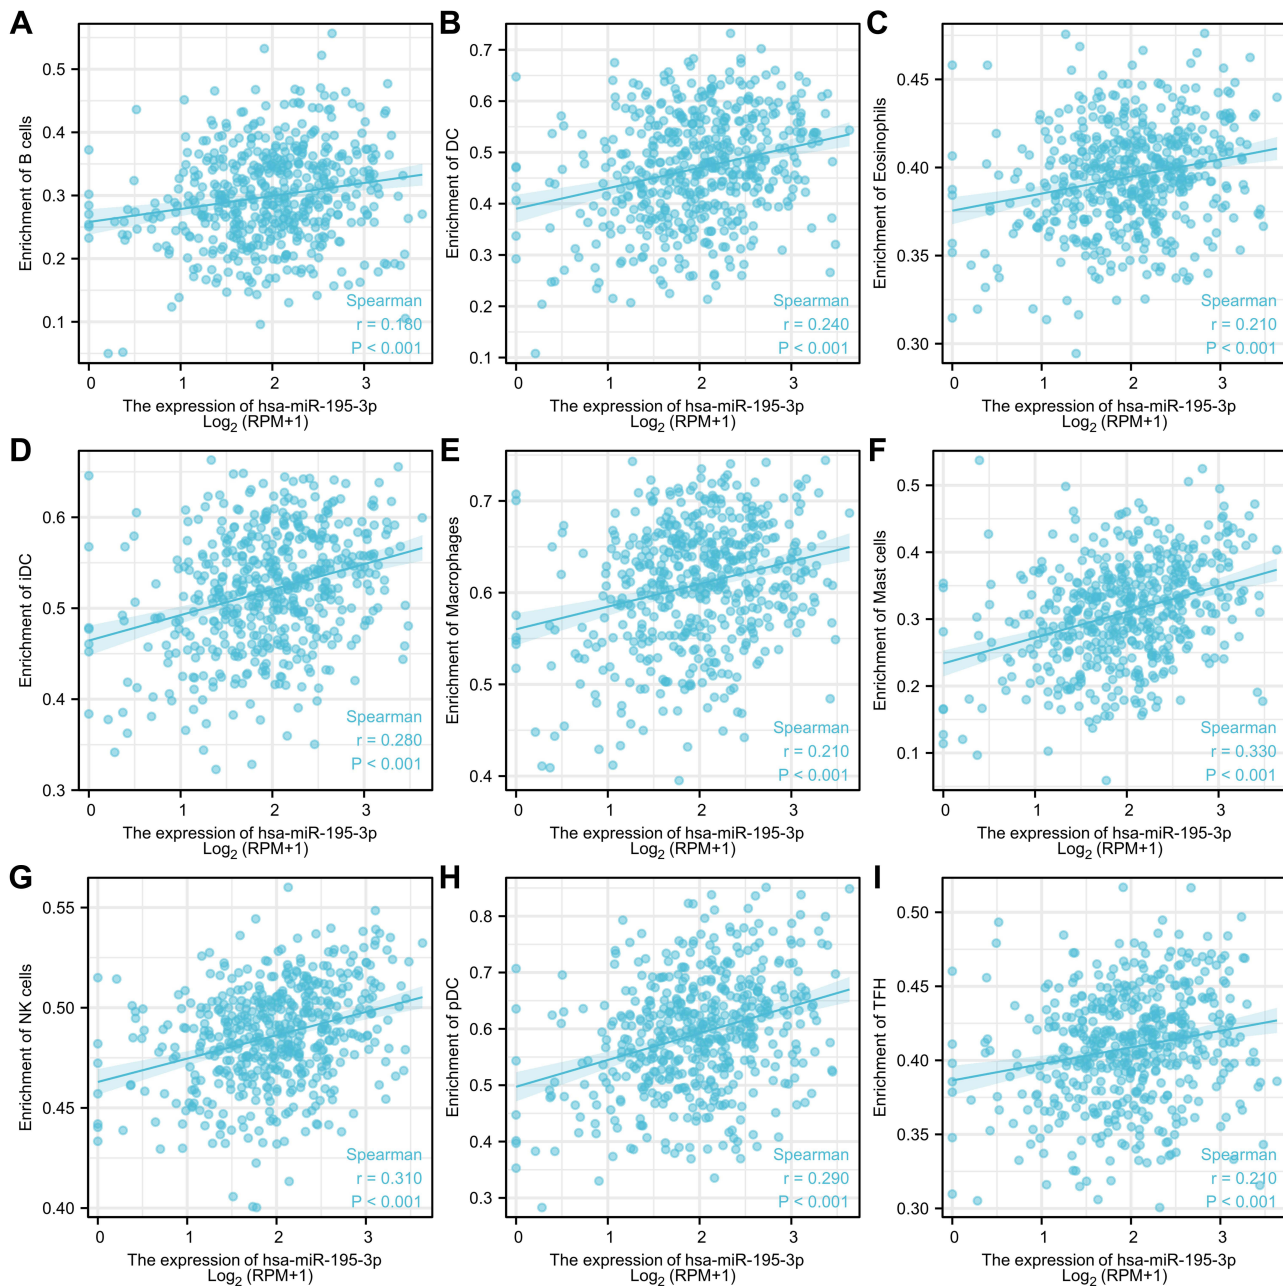 A
Enrichment of B cells
0.5
0.4
0.3
0.2
0.1
Spearman
r = 0.180
P < 0.001
0 1 2 3
The expression of hsa-miR-195-3p
Log2 (RPM+1)
B
Enrichment of DC
0.7
0.6
0.5
0.4
0.3
0.2
0.1
Spearman
r = 0.240
P < 0.001
0 1 2 3
The expression of hsa-miR-195-3p
Log2 (RPM+1)
C
Enrichment of Eosinophils
0.45
0.40
0.35
0.30
Spearman
r = 0.210
P < 0.001
0 1 2 3
The expression of hsa-miR-195-3p
Log2 (RPM+1)
D
Enrichment of iDC
0.6
0.5
0.4
0.3
Spearman
r = 0.280
P < 0.001
0 1 2 3
The expression of hsa-miR-195-3p
Log2 (RPM+1)
E
Enrichment of Macrophages
0.7
0.6
0.5
0.4
Spearman
r = 0.210
P < 0.001
0 1 2 3
The expression of hsa-miR-195-3p
Log2 (RPM+1)
F
Enrichment of Mast cells
0.5
0.4
0.3
0.2
0.1
Spearman
r = 0.330
P < 0.001
0 1 2 3
The expression of hsa-miR-195-3p
Log2 (RPM+1)
G
Enrichment of NK cells
0.55
0.50
0.45
0.40
Spearman
r = 0.310
P < 0.001
0 1 2 3
The expression of hsa-miR-195-3p
Log2 (RPM+1)
H
Enrichment of pDC
0.8
0.7
0.6
0.5
0.4
0.3
Spearman
r = 0.290
P < 0.001
0 1 2 3
The expression of hsa-miR-195-3p
Log2 (RPM+1)
I
Enrichment of TFH
0.50
0.45
0.40
0.35
0.30
Spearman
r = 0.210
P < 0.001
0 1 2 3
The expression of hsa-miR-195-3p
Log2 (RPM+1)